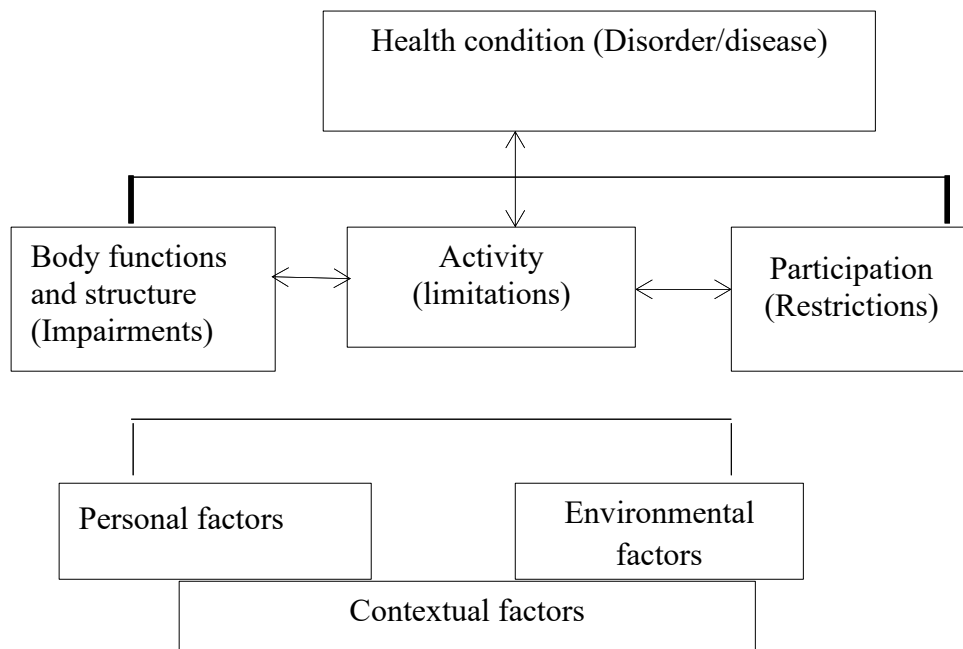 Health condition (Disorder/disease)
Body functions
and structure
(Impairments)
Activity
(limitations)
Participation
(Restrictions)
Personal factors
Environmental
factors
Contextual factors